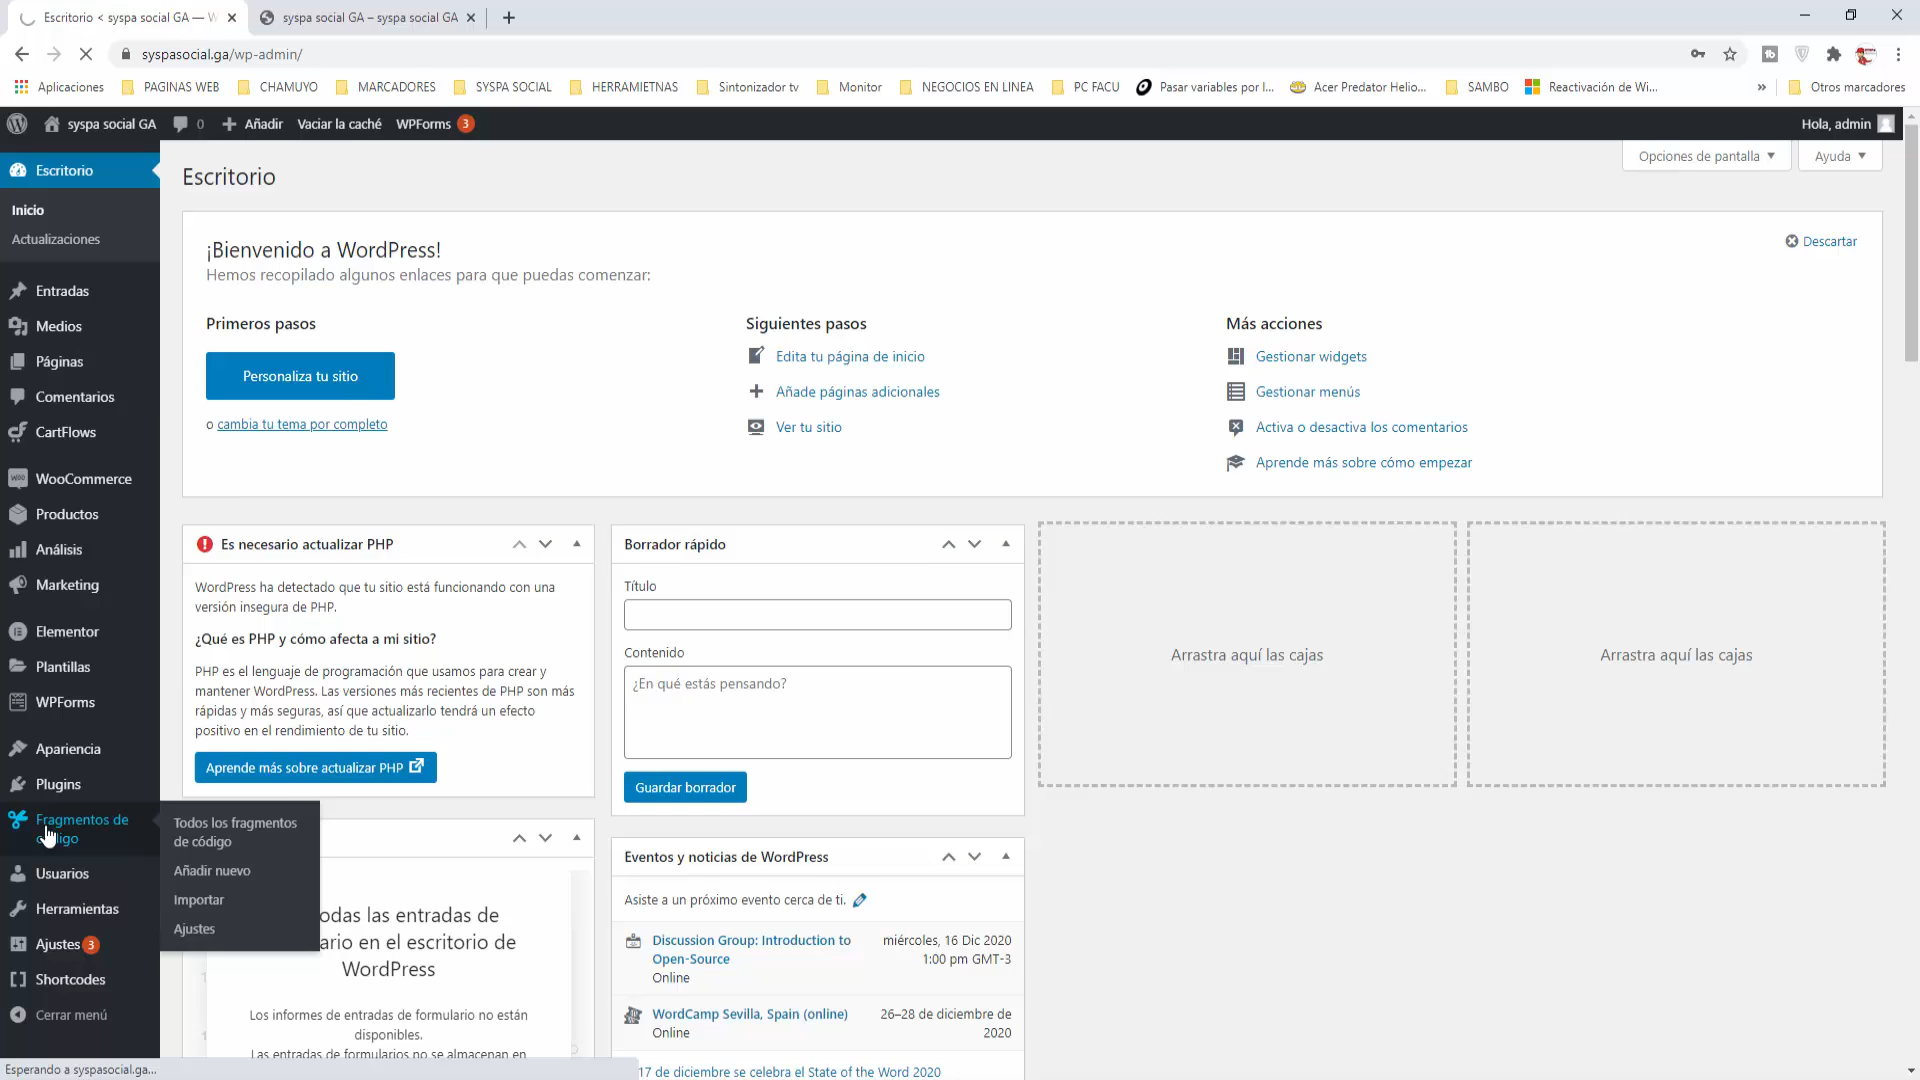 Escritorio < syspa social GA — W
syspa social GA – syspa social GA
syspasocial.ga/wp-admin/
Aplicaciones
PAGINAS WEB
CHAMUYO
MARCADORES
SYSPA SOCIAL
HERRAMIETNAS
Sintonizador tv
Monitor
NEGOCIOS EN LINEA
PC FACU
Pasar variables por l...
Acer Predator Helio...
SAMBO
Reactivación de Wi...
»
Otros marcadores
syspa social GA
0
Añadir
Vaciar la caché
WPForms 3
Hola, admin
Escritorio
Inicio
Actualizaciones
Entradas
Medios
Páginas
Comentarios
CartFlows
WooCommerce
Productos
Análisis
Marketing
Elementor
Plantillas
WPForms
Apariencia
Plugins
Fragmentos de
Usuarios
Herramientas
Ajustes 3
Shortcodes
Cerrar menú
Todos los fragmentos
de código
Añadir nuevo
Importar
Ajustes
Escritorio
Opciones de pantalla
Ayuda
¡Bienvenido a WordPress!
Descartar
Hemos recopilado algunos enlaces para que puedas comenzar:
Primeros pasos
Personaliza tu sitio
o cambia tu tema por completo
Siguientes pasos
Edita tu página de inicio
Añade páginas adicionales
Ver tu sitio
Más acciones
Gestionar widgets
Gestionar menús
Activa o desactiva los comentarios
Aprende más sobre cómo empezar
Es necesario actualizar PHP
WordPress ha detectado que tu sitio está funcionando con una
versión insegura de PHP.
¿Qué es PHP y cómo afecta a mi sitio?
PHP es el lenguaje de programación que usamos para crear y
mantener WordPress. Las versiones más recientes de PHP son más
rápidas y más seguras, así que actualizarlo tendrá un efecto
positivo en el rendimiento de tu sitio.
Aprende más sobre actualizar PHP
odas las entradas de
ario en el escritorio de
WordPress
Los informes de entradas de formulario no están
disponibles.
Las entradas de formularios no se almacenan en
Borrador rápido
Título
Contenido
¿En qué estás pensando?
Guardar borrador
Eventos y noticias de WordPress
Asiste a un próximo evento cerca de ti.
Discussion Group: Introduction to
Open-Source
Online
miércoles, 16 Dic 2020
1:00 pm GMT-3
WordCamp Sevilla, Spain (online)
Online
26–28 de diciembre de
2020
17 de diciembre se celebra el State of the Word 2020
Arrastra aquí las cajas
Arrastra aquí las cajas
Esperando a syspasocial.ga...